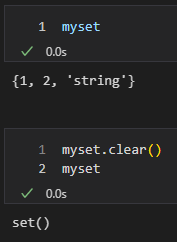 1 myset
0.0s
{1, 2, 'string'}
1 myset.clear()
2 myset
0.0s
set()